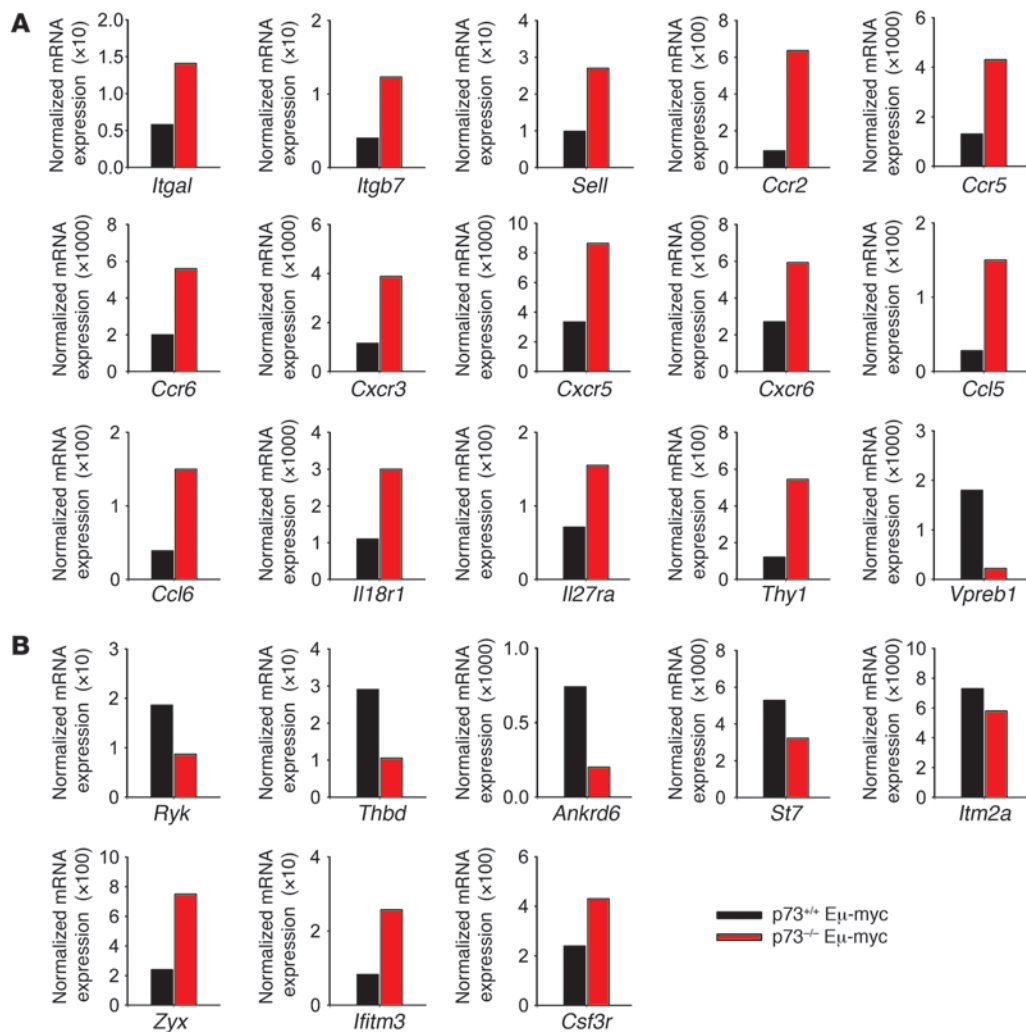 A
Normalized mRNA
expression (×10)
2.0
1.5
1.0
0.5
0.0
Itgal
Normalized mRNA
expression (×10)
2
1
0
Itgb7
Normalized mRNA
expression (×10)
4
3
2
1
0
Sell
Normalized mRNA
expression (×100)
8
6
4
2
0
Ccr2
Normalized mRNA
expression (×1000)
6
4
2
0
Ccr5
Normalized mRNA
expression (×1000)
8
6
4
2
0
Ccr6
Normalized mRNA
expression (×1000)
6
4
2
0
Cxcr3
Normalized mRNA
expression (×1000)
10
8
6
4
2
0
Cxcr5
Normalized mRNA
expression (×1000)
8
6
4
2
0
Cxcr6
Normalized mRNA
expression (×100)
2
1
0
Ccl5
Normalized mRNA
expression (×100)
2
1
0
Ccl6
Normalized mRNA
expression (×1000)
4
3
2
1
0
Il18r1
Normalized mRNA
expression (×1000)
2
1
0
Il27ra
Normalized mRNA
expression (×100)
8
6
4
2
0
Thy1
Normalized mRNA
expression (×1000)
3
2
1
0
Vpreb1
B
Normalized mRNA
expression (×10)
3
2
1
0
Ryk
Normalized mRNA
expression (×10)
4
3
2
1
0
Thbd
Normalized mRNA
expression (×1000)
1.0
0.5
0.0
Ankrd6
Normalized mRNA
expression (×1000)
8
6
4
2
0
St7
Normalized mRNA
expression (×1000)
10
8
6
4
2
0
Itm2a
Normalized mRNA
expression (×100)
10
8
6
4
2
0
Zyx
Normalized mRNA
expression (×10)
4
2
0
Ifitm3
Normalized mRNA
expression (×100)
6
4
2
0
Csf3r
p73+/+ Eμ-myc
p73–/– Eμ-myc